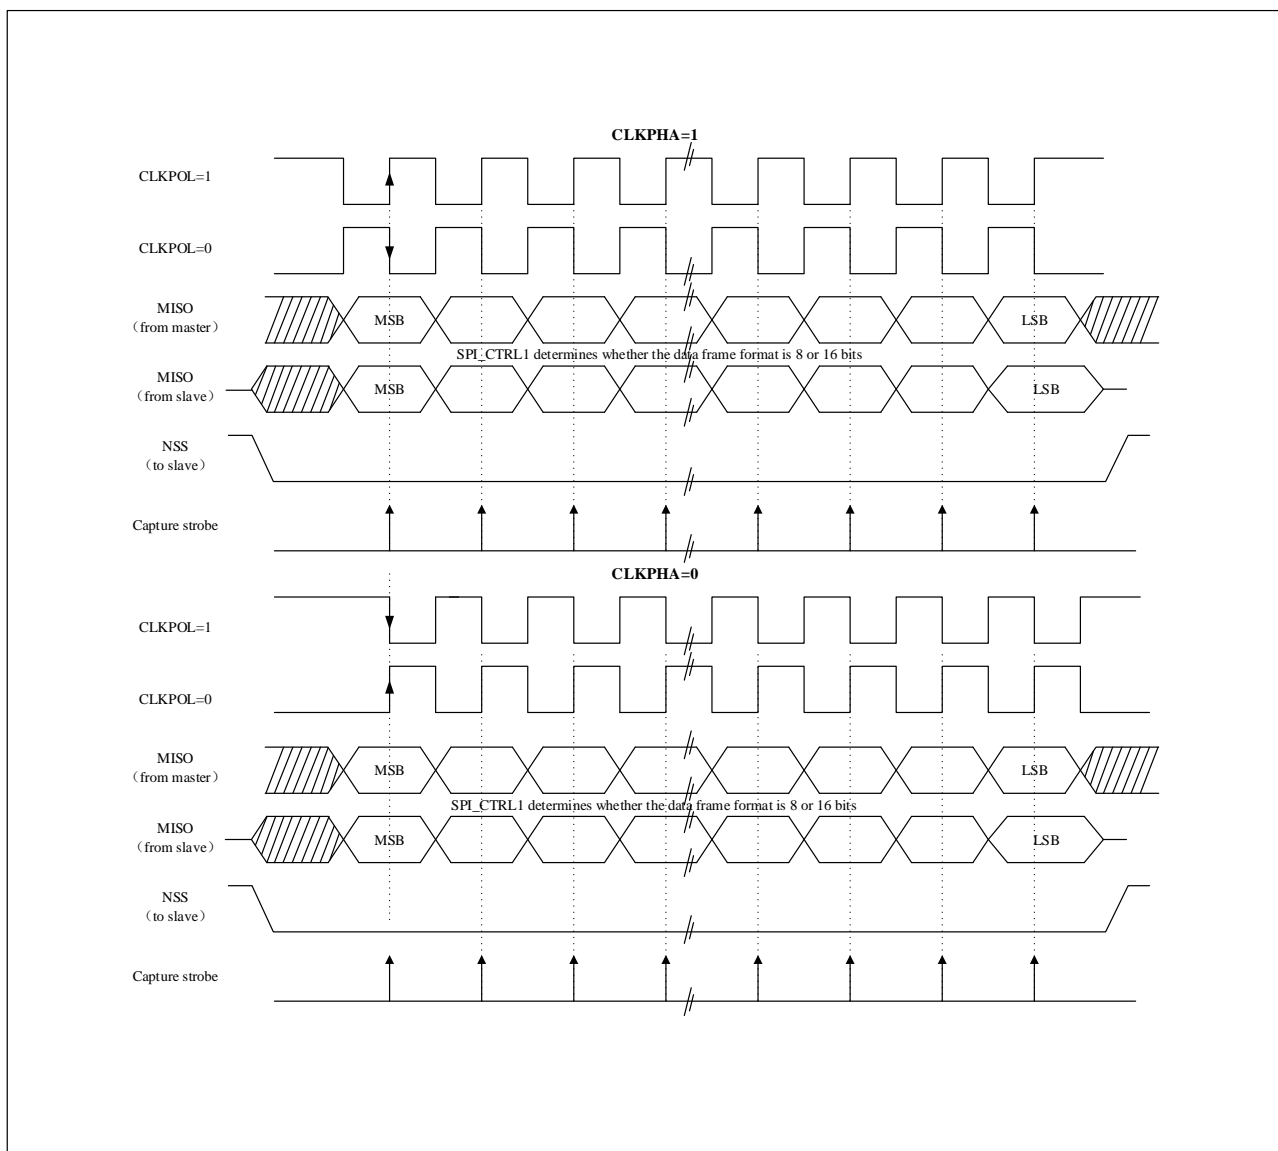 CLKPHA=1
CLKPOL=1
CLKPOL=0
MISO
（from master）
MSB
LSB
SPI_CTRL1 determines whether the data frame format is 8 or 16 bits
MISO
（from slave）
MSB
LSB
NSS
（to slave）
Capture strobe
CLKPHA=0
CLKPOL=1
CLKPOL=0
MISO
（from master）
MSB
LSB
SPI_CTRL1 determines whether the data frame format is 8 or 16 bits
MISO
（from slave）
MSB
LSB
NSS
（to slave）
Capture strobe